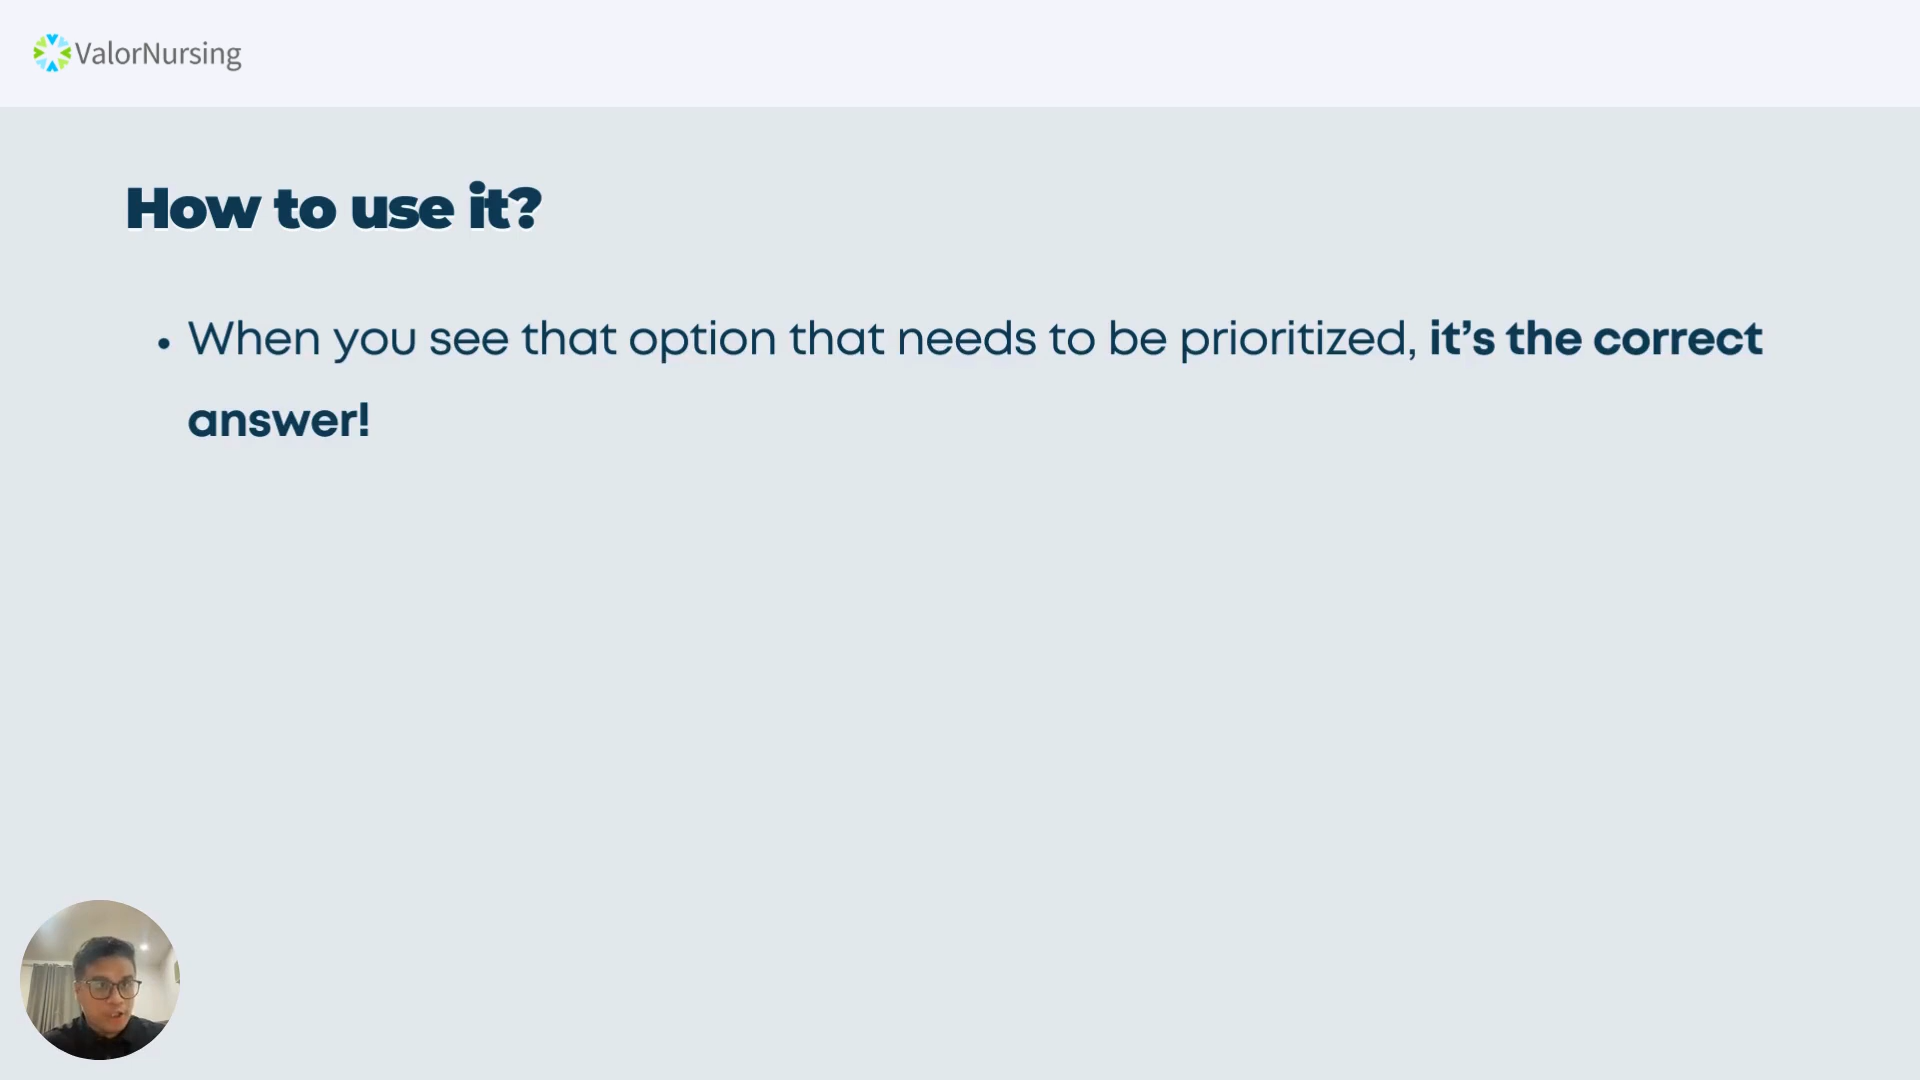 ValorNursing
How to use it?
• When you see that option that needs to be prioritized, it’s the correct
answer!